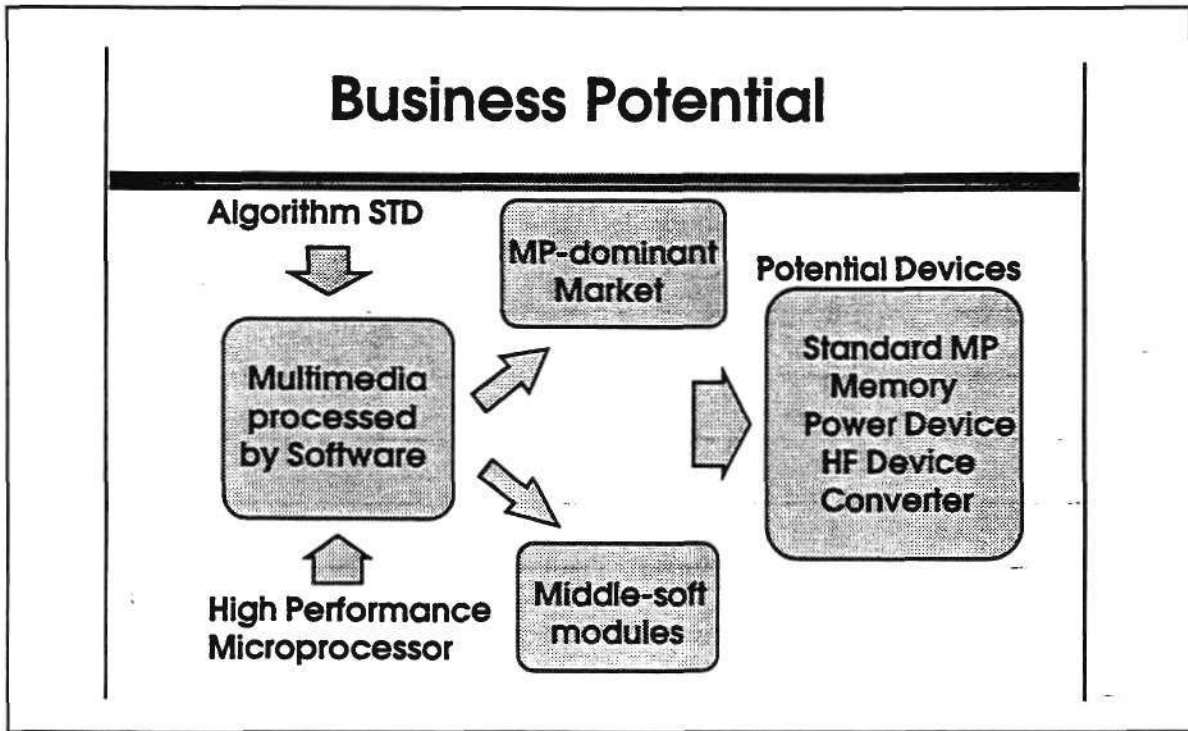 Business Potential
Algorithm STD
Multimedia
processed
by Software
High Performance
Microprocessor
MP-dominant
Market
Middle-soft
modules
Potential Devices
Standard MP
Memory
Power Device
HF Device
Converter